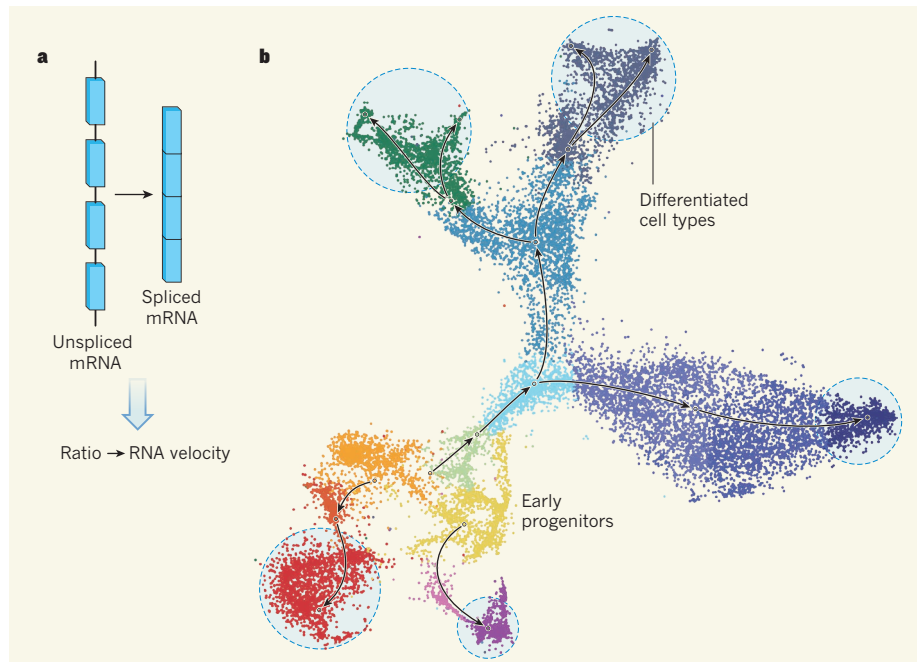 a
b
Differentiated
cell types
Spliced
mRNA
Unspliced
mRNA
Ratio → RNA velocity
Early
progenitors